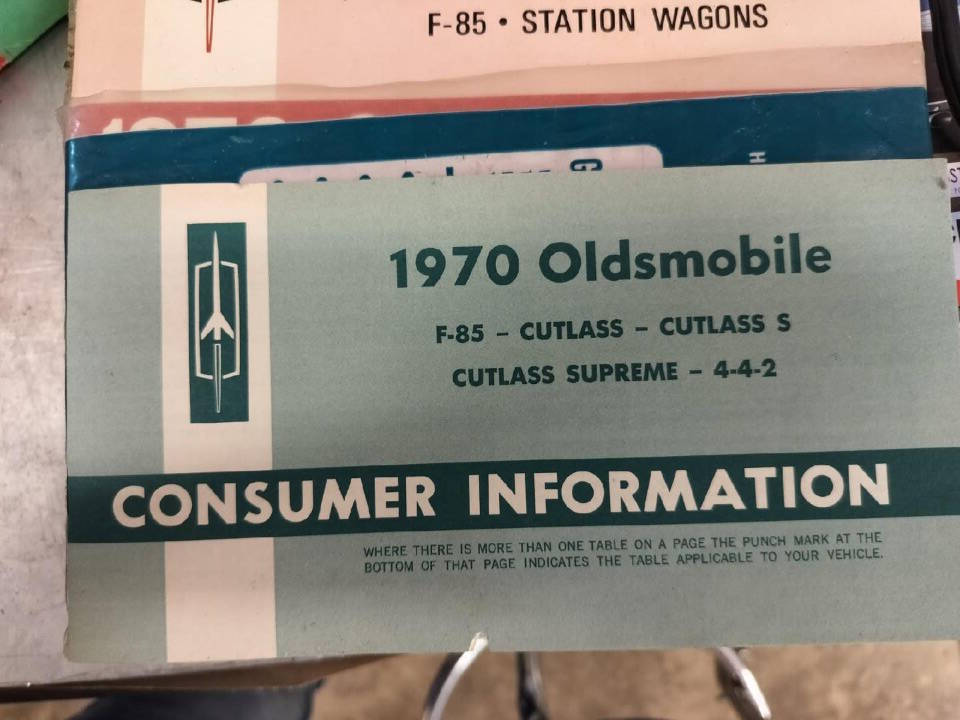 F-85 • STATION WAGONS
1970 Oldsmobile
F-85 – CUTLASS – CUTLASS S
CUTLASS SUPREME – 4-4-2
CONSUMER INFORMATION
WHERE THERE IS MORE THAN ONE TABLE ON A PAGE THE PUNCH MARK AT THE
BOTTOM OF THAT PAGE INDICATES THE TABLE APPLICABLE TO YOUR VEHICLE.